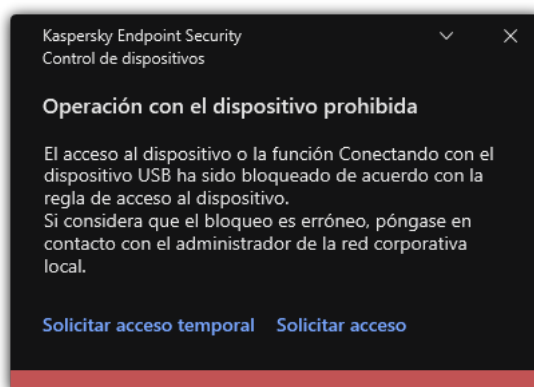 Kaspersky Endpoint Security
Control de dispositivos
Operación con el dispositivo prohibida
El acceso al dispositivo o la función Conectando con el
dispositivo USB ha sido bloqueado de acuerdo con la
regla de acceso al dispositivo.
Si considera que el bloqueo es erróneo, póngase en
contacto con el administrador de la red corporativa
local.
Solicitar acceso temporal Solicitar acceso